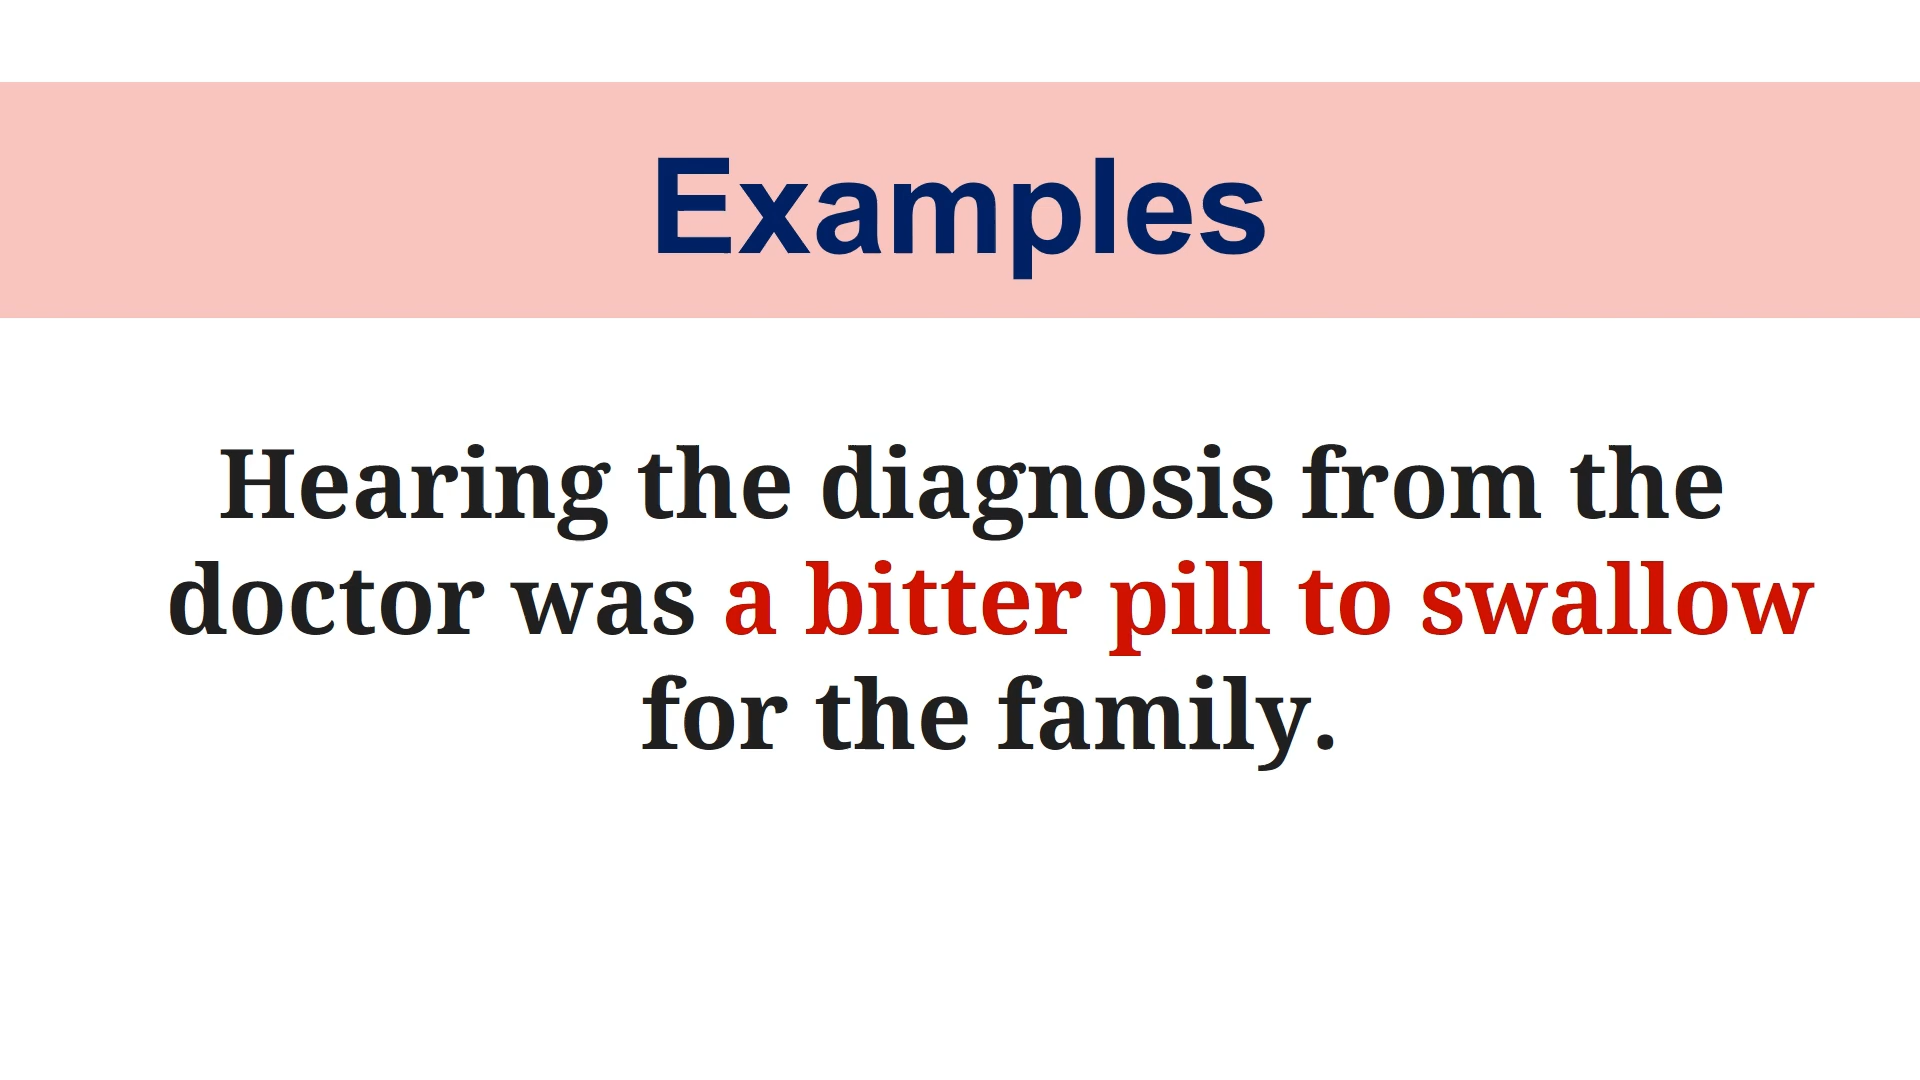 Examples
Hearing the diagnosis from the
doctor was a bitter pill to swallow
for the family.